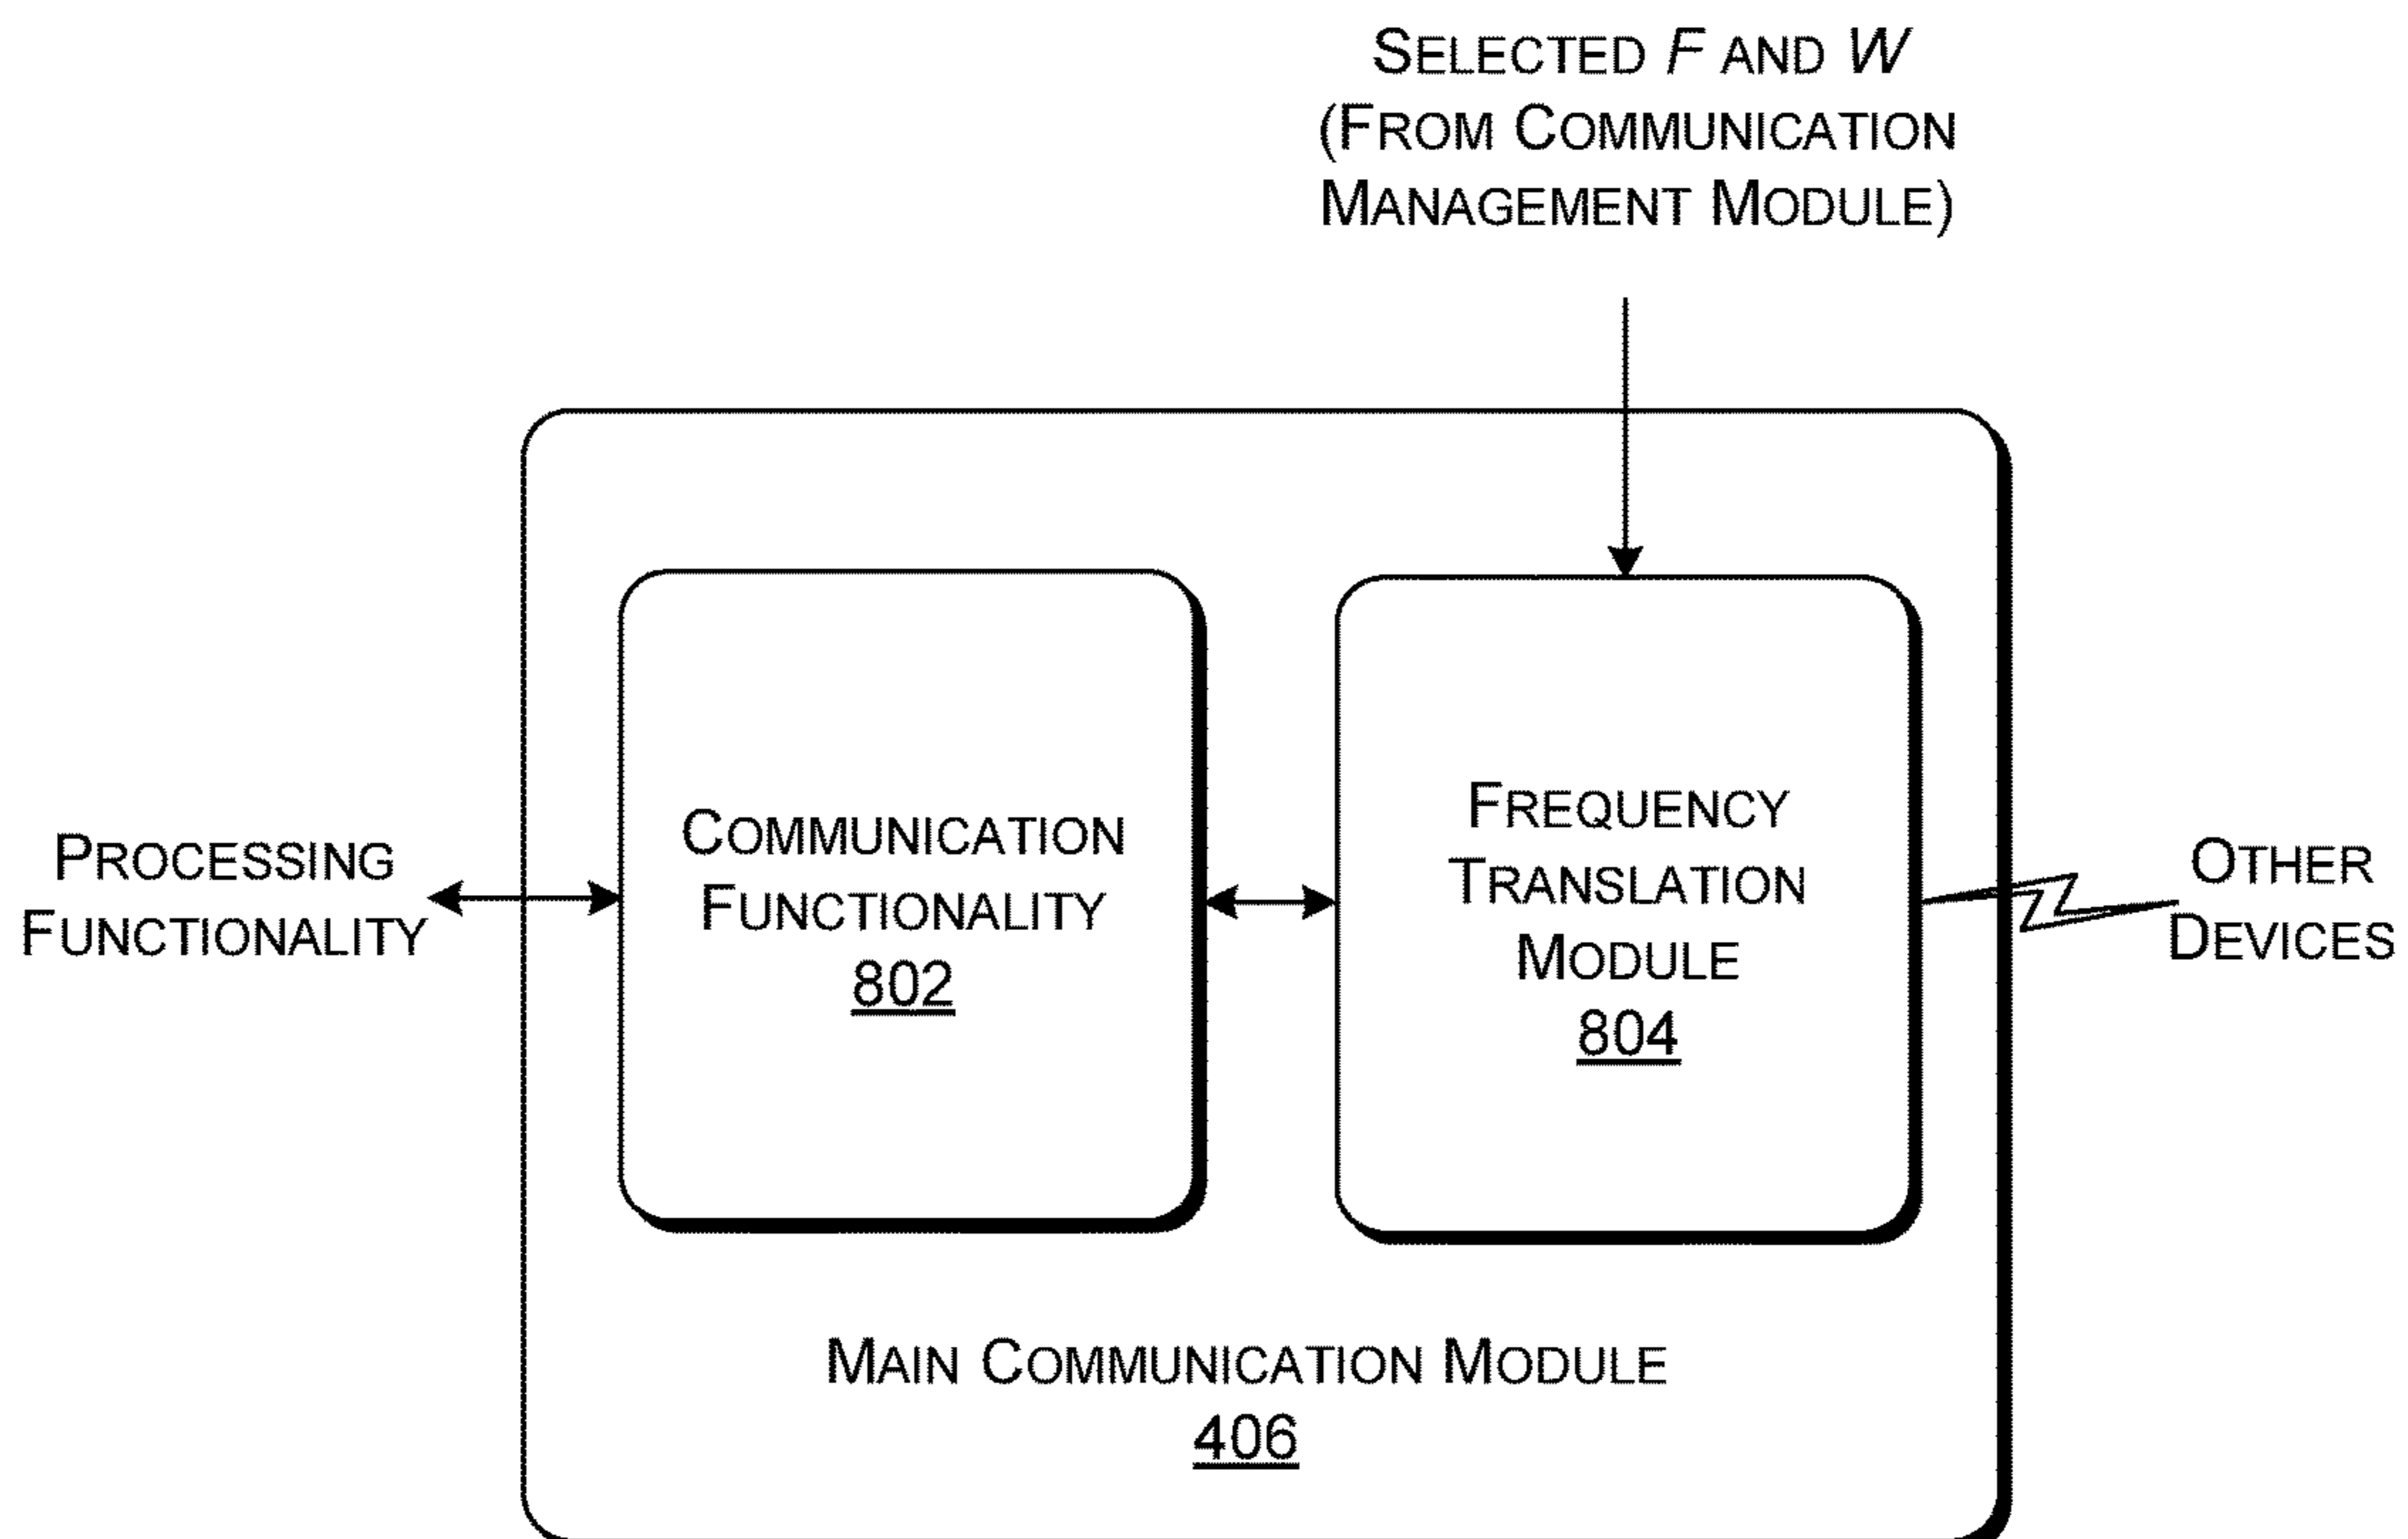 SELECTED F AND W
(FROM COMMUNICATION
MANAGEMENT MODULE)
PROCESSING
FUNCTIONALITY
COMMUNICATION
FUNCTIONALITY
802
FREQUENCY
TRANSLATION
MODULE
804
OTHER
DEVICES
MAIN COMMUNICATION MODULE
406